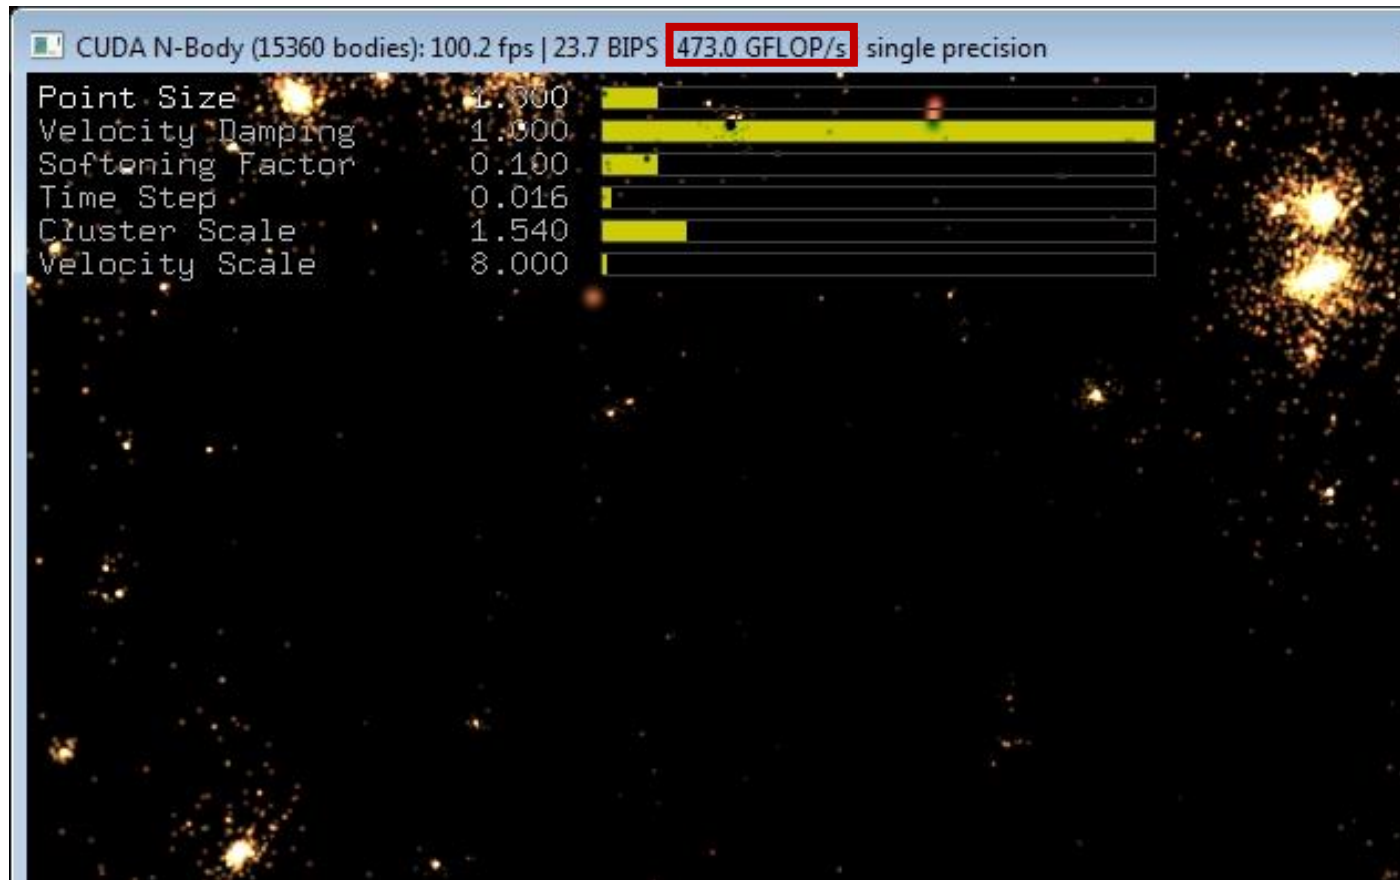 CUDA N-Body (15360 bodies): 100.2 fps | 23.7 BIPS 473.0 GFLOP/s single precision
Point Size 1.000
Velocity Damping 1.000
Softening Factor 0.100
Time Step 0.016
Cluster Scale 1.540
Velocity Scale 8.000